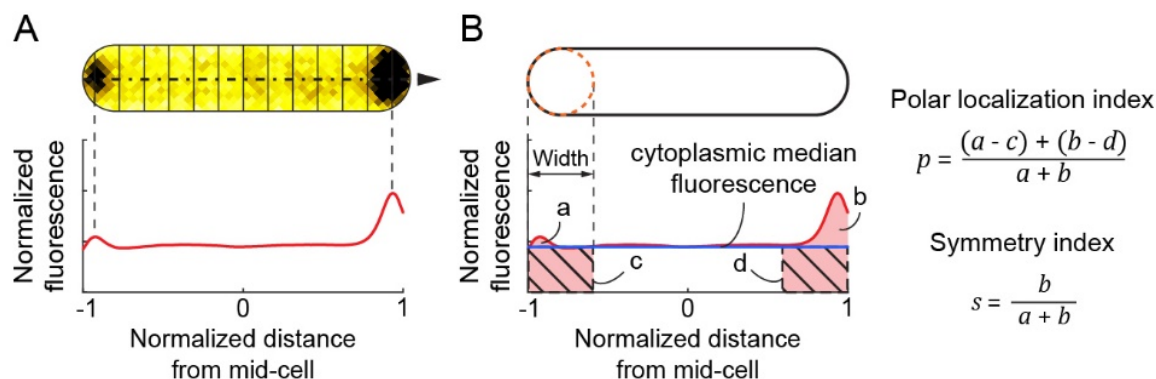 A
Normalized
fluorescence
-1
0
1
Normalized distance
from mid-cell
B
Width
cytoplasmic median
fluorescence
a
b
c
d
Normalized
fluorescence
-1
0
1
Normalized distance
from mid-cell
Polar localization index
p = (a - c) + (b - d)
a + b
Symmetry index
s = b
a + b